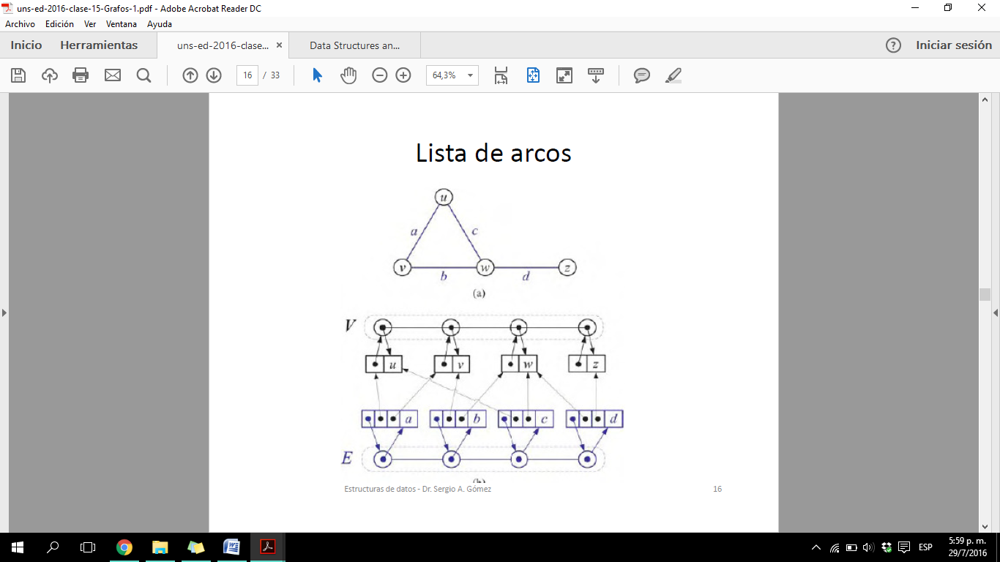 uns-ed-2016-clase-15-Grafos-1.pdf - Adobe Acrobat Reader DC
Archivo Edición Ver Ventana Ayuda
Inicio Herramientas uns-ed-2016-clase... × Data Structures an... ? Iniciar sesión
16 / 33 64,3%
Lista de arcos
u
a c
v w z
b d
(a)
V
u v w z
a b c d
E
Estructuras de datos - Dr. Sergio A. Gómez 16
ESP 5:59 p. m.
29/7/2016